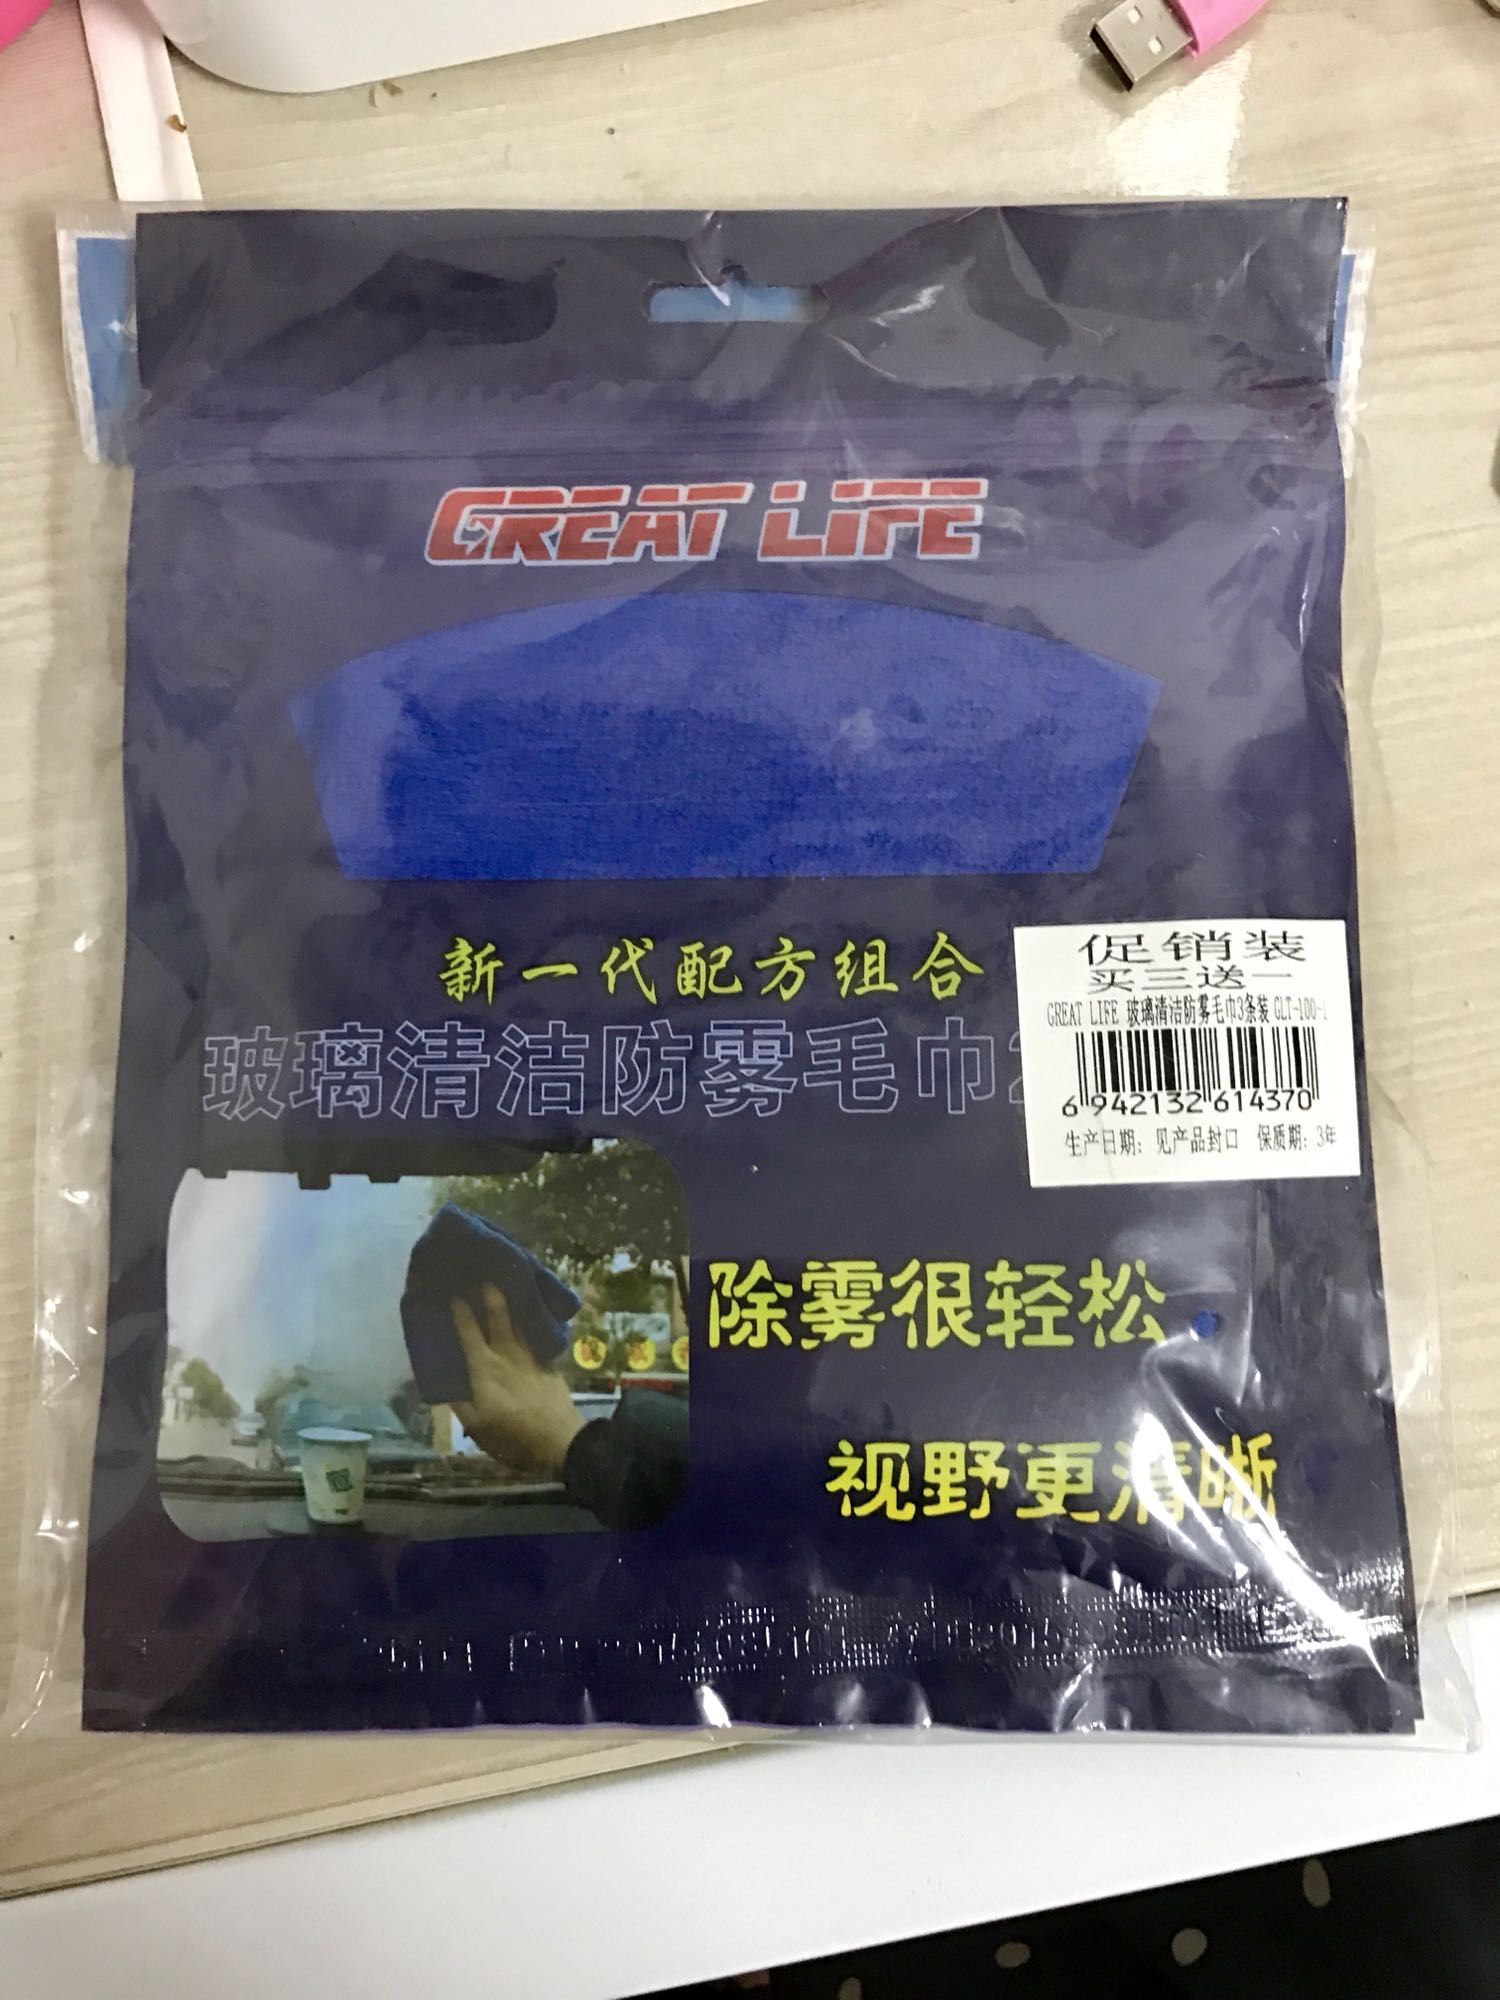 GREAT LIFE
新一代配方组合
玻璃清洁防雾毛巾
促销装
买三送一
GREAT LIFE 玻璃清洁防雾毛巾3条装 GLT-100-1
6 942132 614370
生产日期：见产品封口 保质期：3年
除雾很轻松
视野更清晰